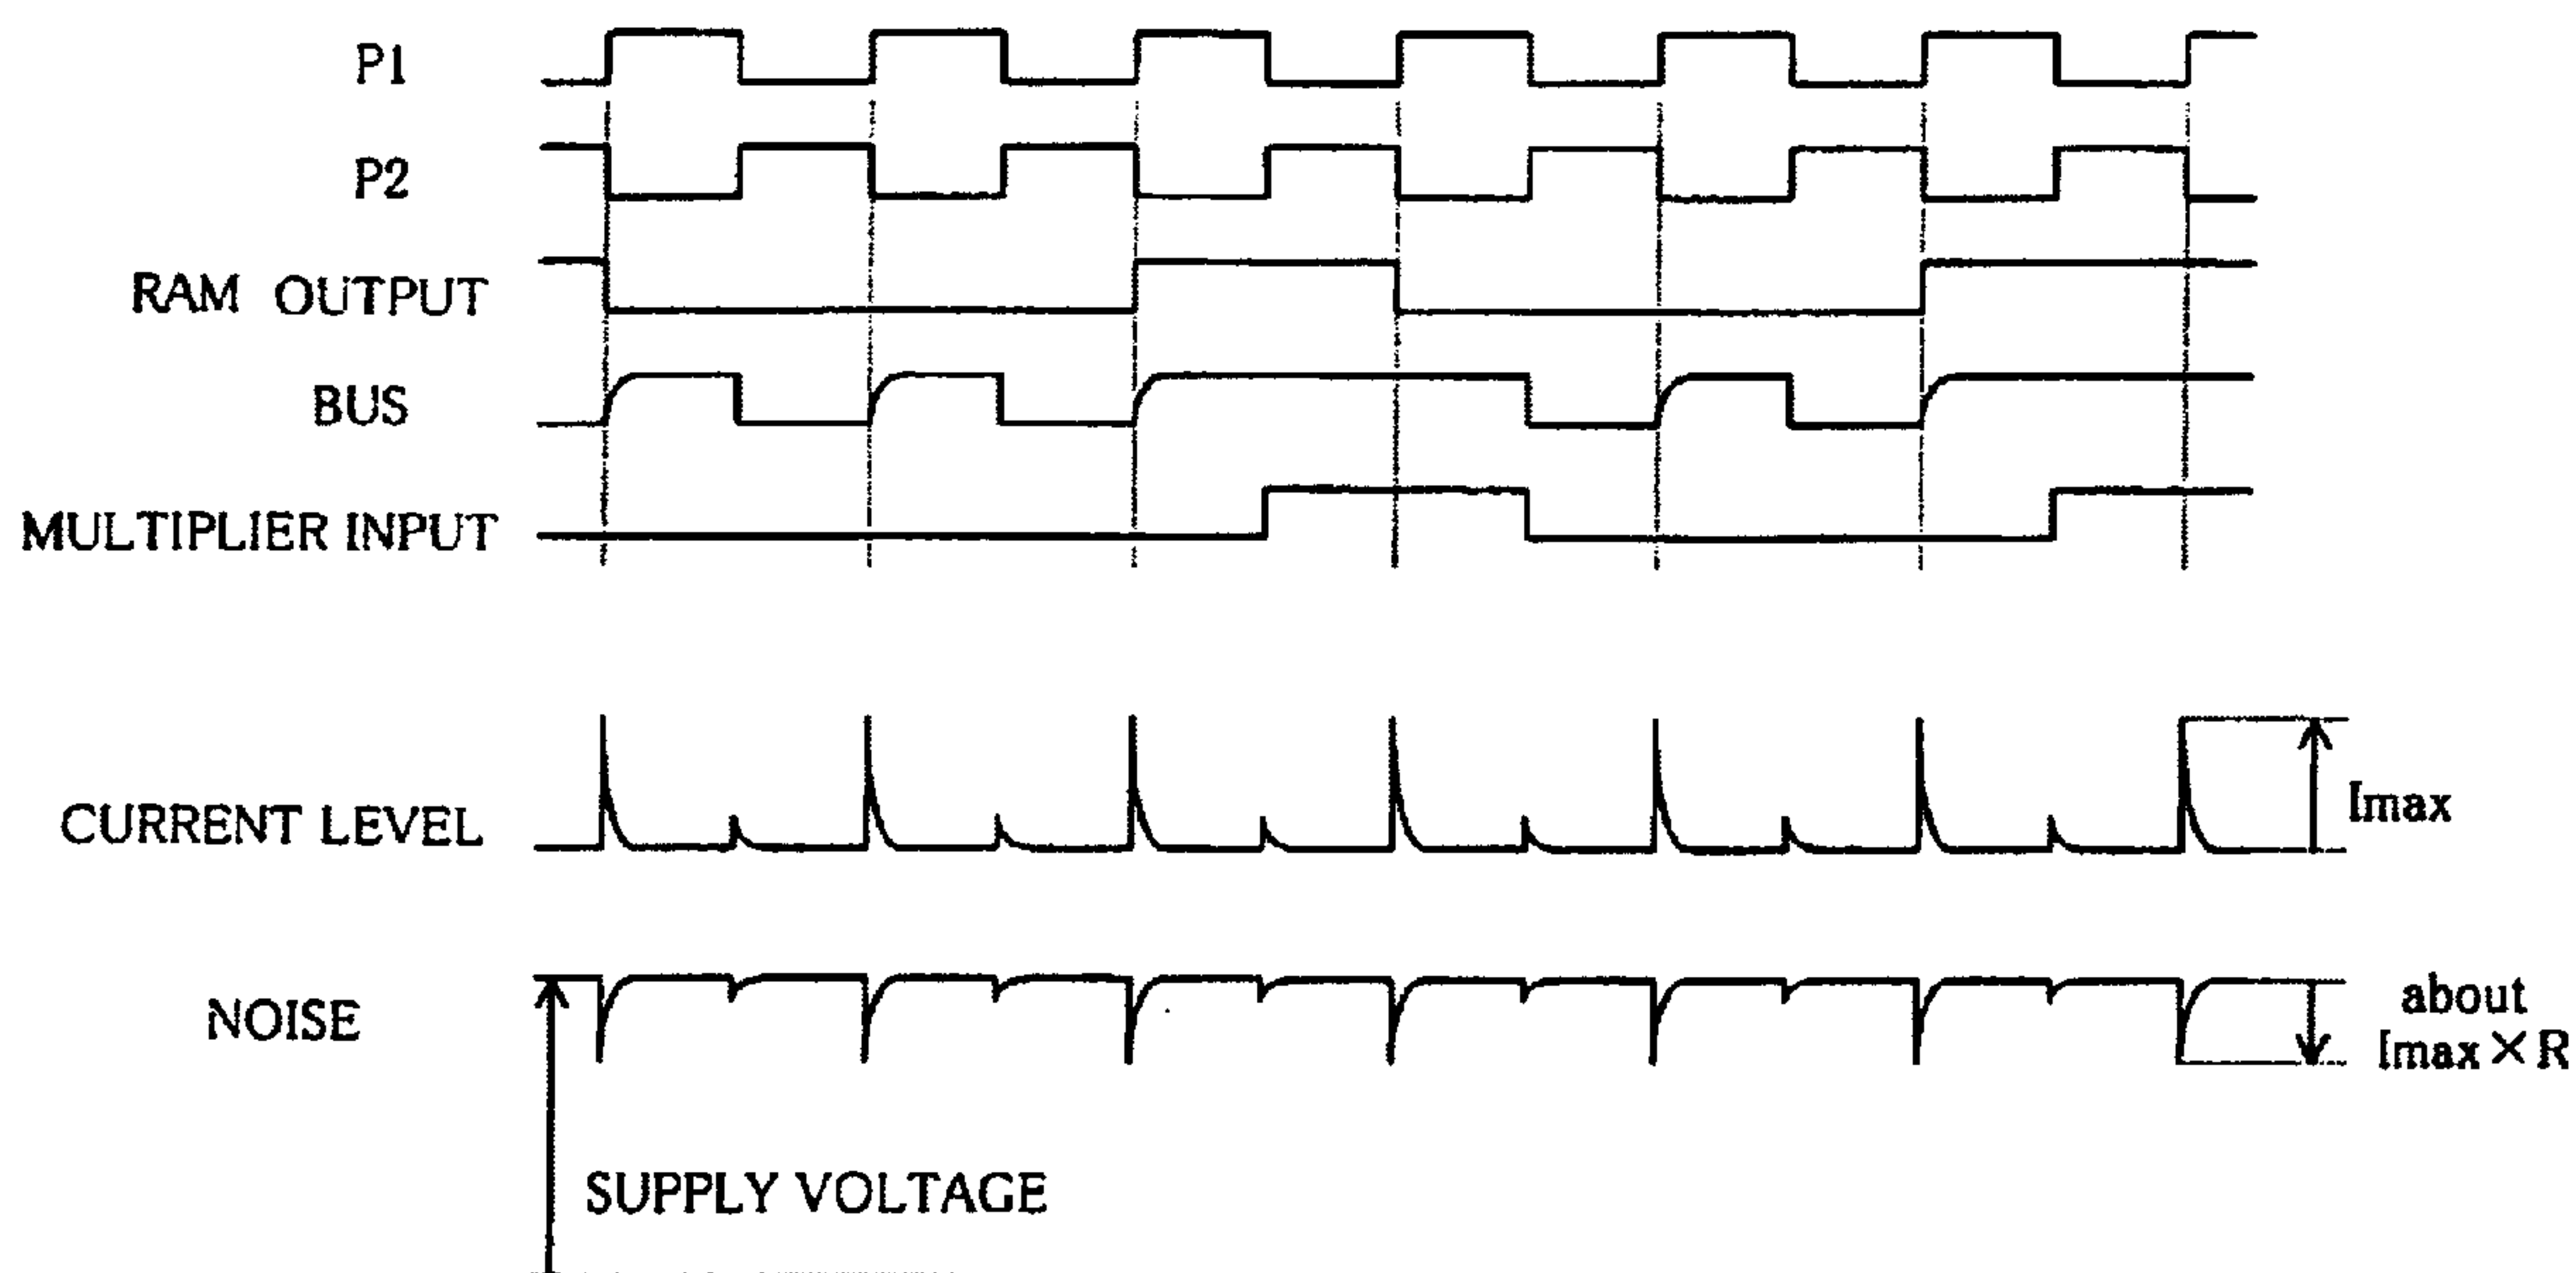 P1
P2
RAM OUTPUT
BUS
MULTIPLIER INPUT
CURRENT LEVEL
Imax
NOISE
about
Imax×R
SUPPLY VOLTAGE